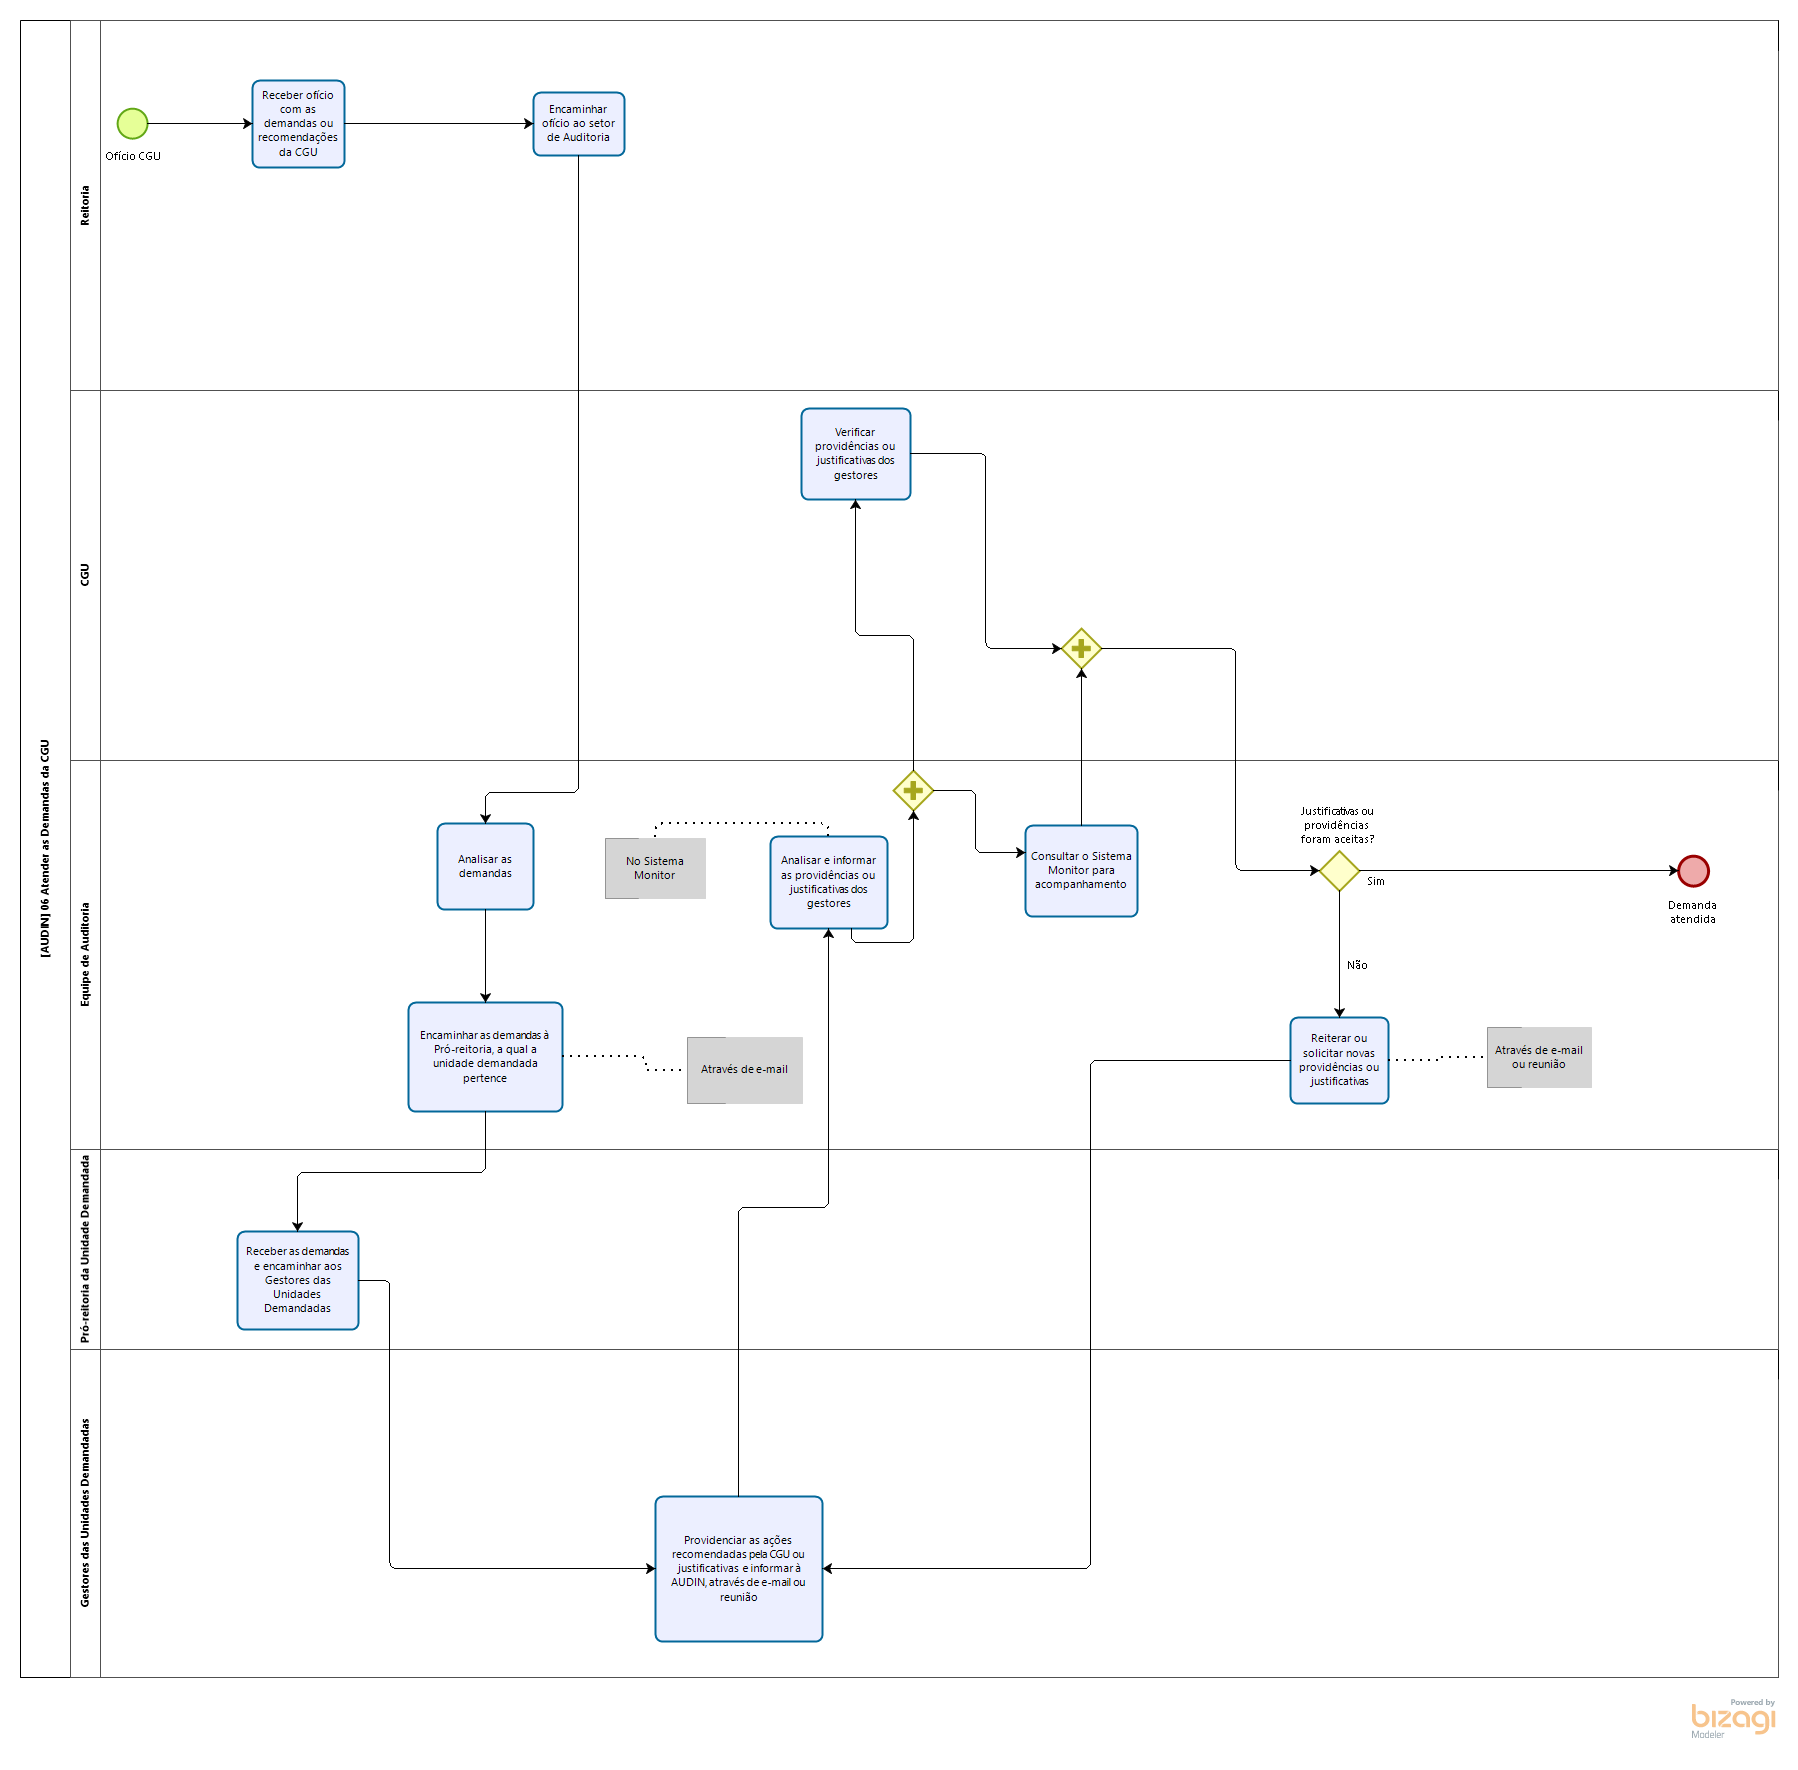 [AUDIN] 06 Atender as Demandas da CGU
Reitoria
Ofício CGU
Receber ofício
com as
demandas ou
recomendações
da CGU
Encaminhar
ofício ao setor
de Auditoria
CGU
Verificar
providências ou
justificativas dos
gestores
Equipe de Auditoria
Analisar as
demandas
No Sistema
Monitor
Analisar e informar
as providências ou
justificativas dos
gestores
Consultar o Sistema
Monitor para
acompanhamento
Justificativas ou
providências
foram aceitas?
Sim
Demanda
atendida
Não
Encaminhar as demandas à
Pró-reitoria, a qual a
unidade demandada
pertence
Através de e-mail
Reiterar ou
solicitar novas
providências ou
justificativas
Através de e-mail
ou reunião
Pró-reitoria da Unidade Demandada
Receber as demandas
e encaminhar aos
Gestores das
Unidades
Demandadas
Gestores das Unidades Demandadas
Providenciar as ações
recomendadas pela CGU ou
justificativas e informar à
AUDIN, através de e-mail ou
reunião
Powered by
bizagi
Modeler